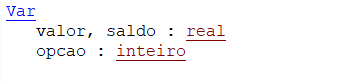 Var
valor, saldo : real
opcao : inteiro